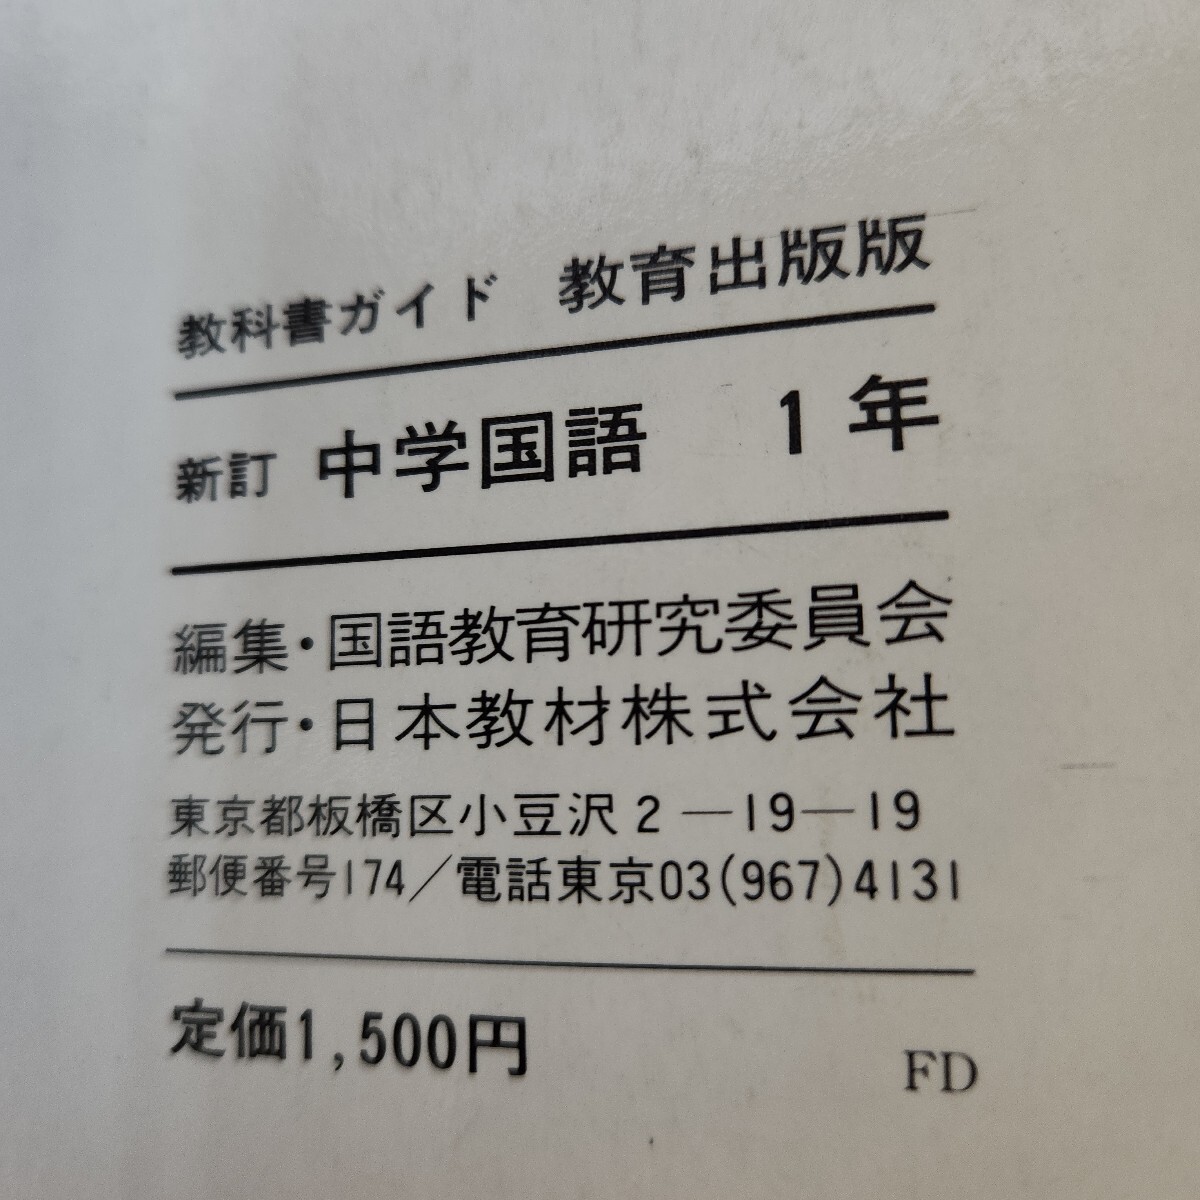 教科書ガイド 教育出版版
新訂 中学国語 1年
編集・国語教育研究委員会
発行・日本教材株式会社
東京都板橋区小豆沢2―19―19
郵便番号174／電話東京03(967)4131
定価1,500円
FD